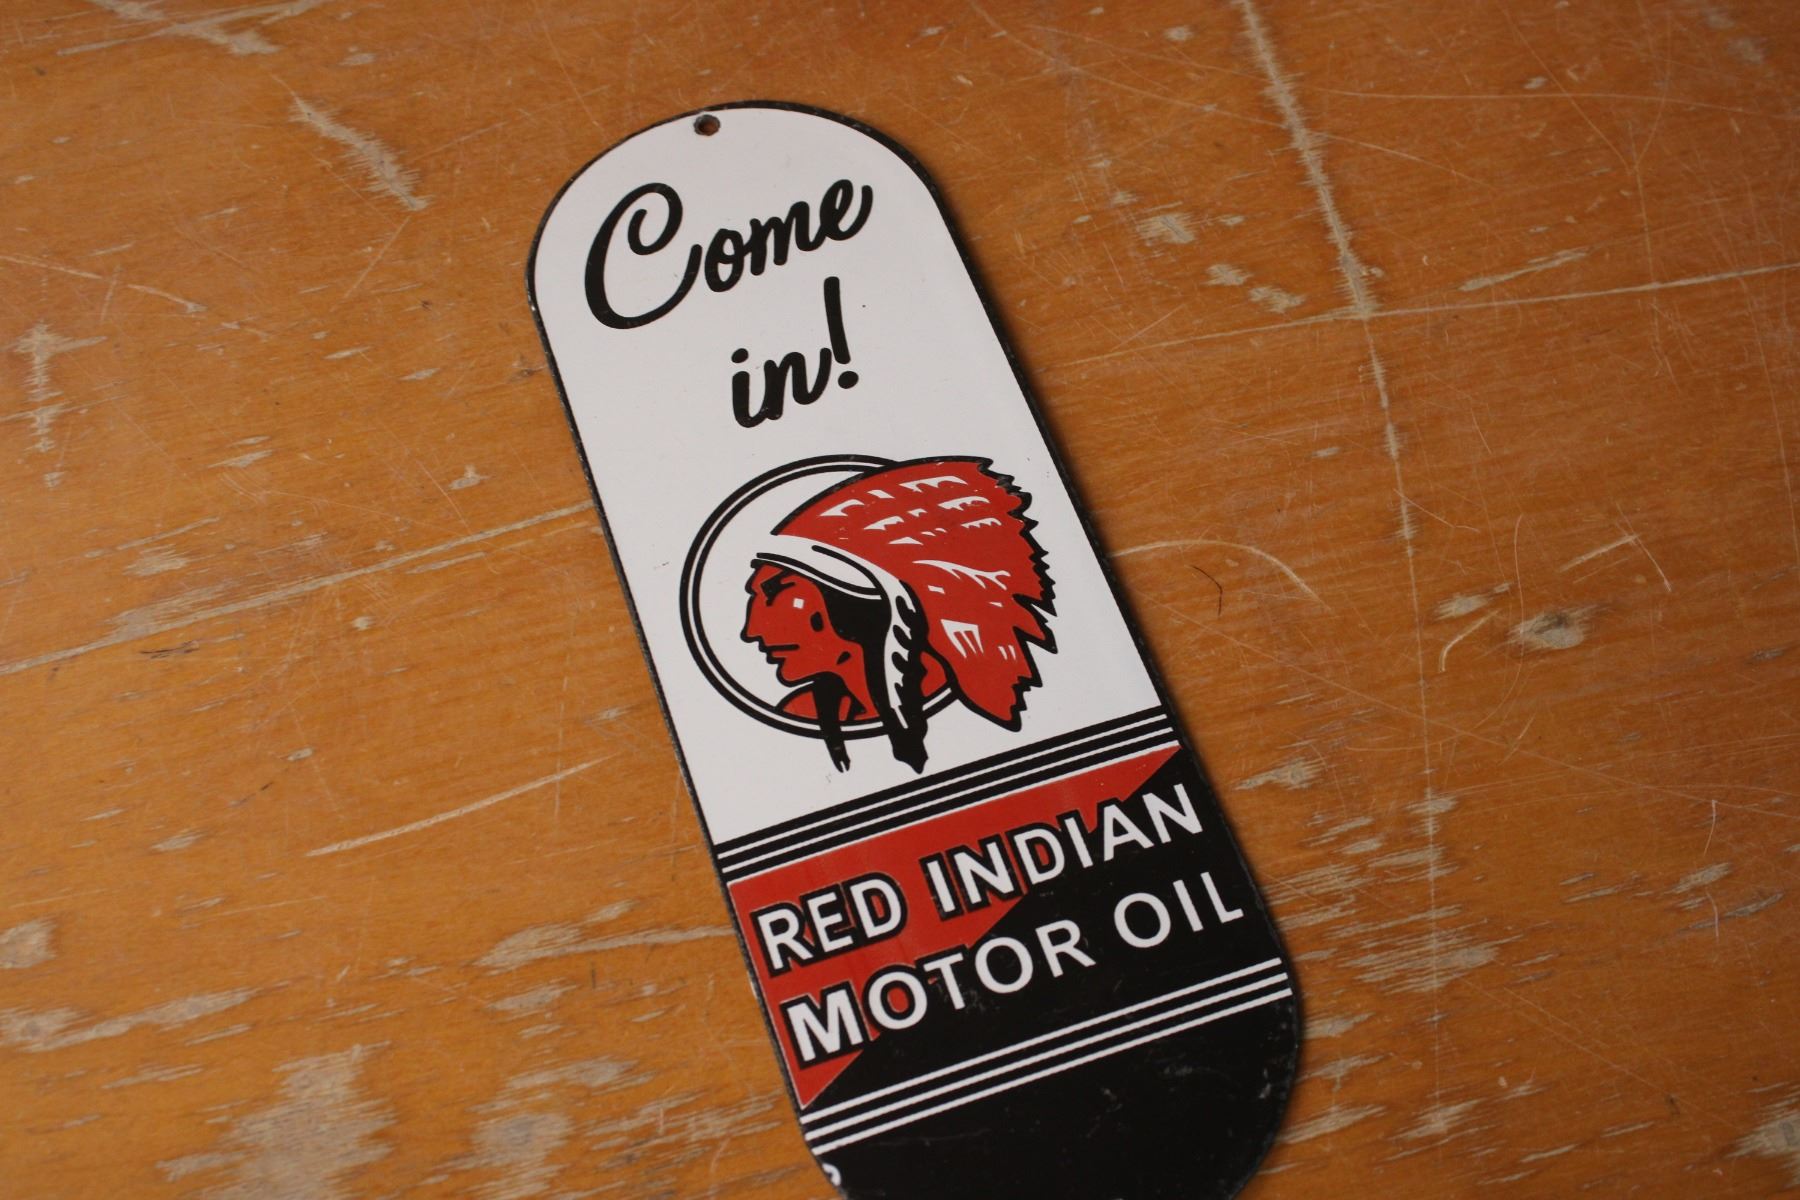 Come
in!
RED INDIAN
MOTOR OIL